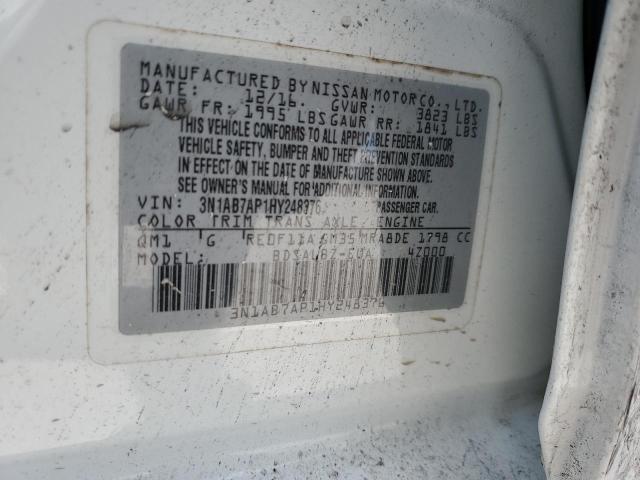 MANUFACTURED BY NISSAN MOTOR CO., LTD.
DATE: 12/16. GVWR: 3823 LBS
GAWR FR: 1995 LBS GAWR RR: 1841 LBS
THIS VEHICLE CONFORMS TO ALL APPLICABLE FEDERAL MOTOR
VEHICLE SAFETY, BUMPER AND THEFT PREVENTION STANDARDS
IN EFFECT ON THE DATE OF MANUFACTURE SHOWN ABOVE.
SEE OWNER'S MANUAL FOR ADDITIONAL INFORMATION.
VIN: 3N1AB7AP1HY248376 PASSENGER CAR.
COLOR TRIM TRANS AXLE ENGINE
QM1 G RE0F11A GM35 MRA8DE 1798 CC
MODEL: 42000
3N1AB7AP1HY248376